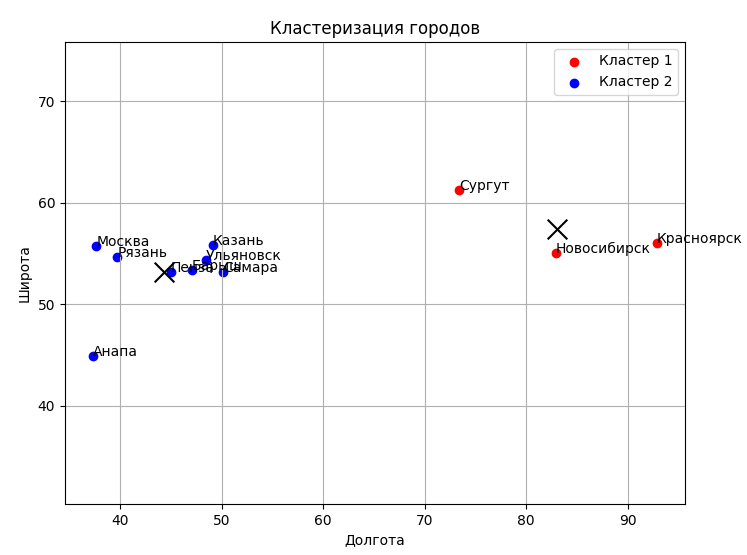 Кластеризация городов
Кластер 1
Кластер 2
70
60
50
40
Широта
Сургут
Москва
Рязань
Казань
Ульяновск
Пенза
Барыш
Самара
Анапа
Новосибирск
Красноярск
40
50
60
70
80
90
Долгота